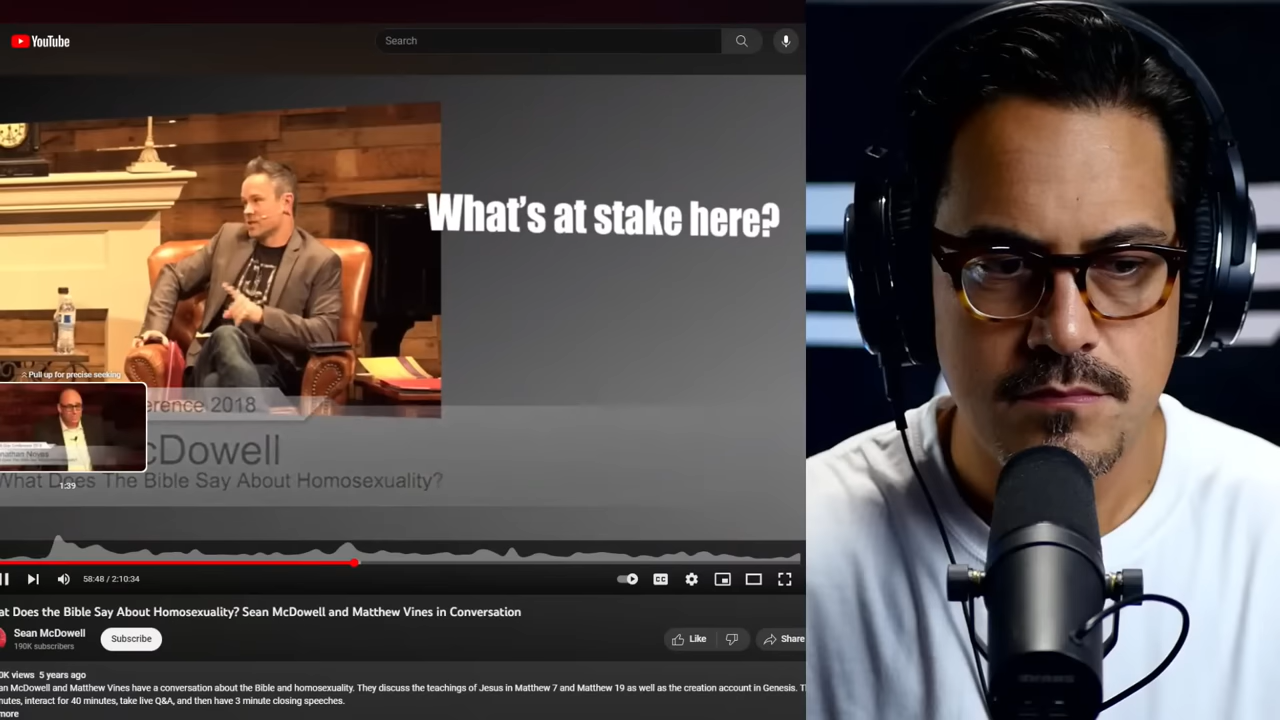 YouTube
Search
What's at stake here?
Pull up for precise seeking
erence 2018
cDowell
What Does The Bible Say About Homosexuality?
1:39
58:48 / 2:10:34
CC
at Does the Bible Say About Homosexuality? Sean McDowell and Matthew Vines in Conversation
Sean McDowell
Subscribe
190K subscribers
Like
Share
0K views 5 years ago
an McDowell and Matthew Vines have a conversation about the Bible and homosexuality. They discuss the teachings of Jesus in Matthew 7 and Matthew 19 as well as the creation account in Genesis. T
nutes, interact for 40 minutes, take live Q&A, and then have 3 minute closing speeches.
more